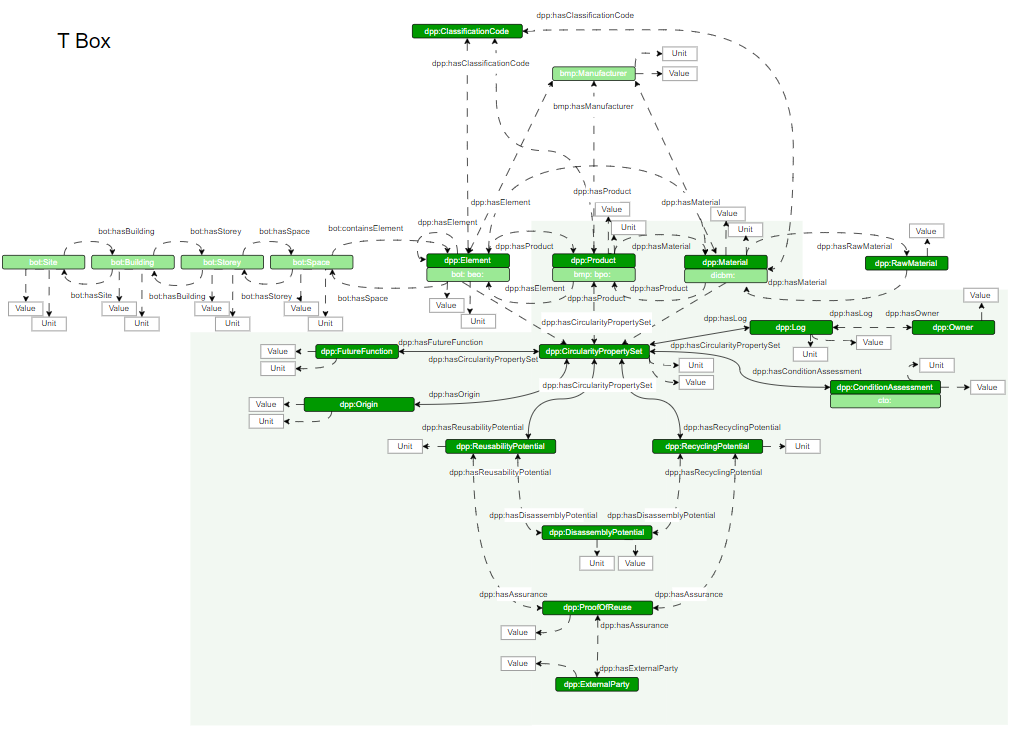 T Box
dpp:hasClassificationCode
dpp:ClassificationCode
dpp:hasClassificationCode
Unit
bmp:Manufacturer
Value
bmp:hasManufacturer
dpp:hasProduct
dpp:hasElement
dpp:hasMaterial
Value
Value
dpp:hasElement
Unit
Unit
bot:containsElement
bot:hasBuilding
bot:hasStorey
bot:hasSpace
Value
dpp:hasProduct
dpp:hasMaterial
dpp:hasRawMaterial
bot:Site
bot:Building
bot:Storey
bot:Space
dpp:Element
dpp:Product
dpp:Material
dpp:RawMaterial
bot: beo:
bmp: bpo:
dicbm:
dpp:hasMaterial
bot:hasSite
bot:hasBuilding
bot:hasStorey
bot:hasSpace
dpp:hasElement
dpp:hasProduct
dpp:hasProduct
Value
Value
Value
Value
Value
Value
Unit
Unit
Unit
Unit
Unit
dpp:hasCircularityPropertySet
dpp:hasLog
dpp:hasLog
dpp:hasOwner
dpp:Log
dpp:Owner
dpp:hasFutureFunction
Value
dpp:FutureFunction
dpp:CircularityPropertySet
dpp:hasCircularityPropertySet
Unit
Value
dpp:hasCircularityPropertySet
Unit
Unit
Unit
Value
dpp:hasConditionAssessment
dpp:hasCircularityPropertySet
dpp:ConditionAssessment
Value
cto:
dpp:hasOrigin
Value
dpp:Origin
Unit
dpp:hasReusabilityPotential
dpp:hasRecyclingPotential
Unit
dpp:ReusabilityPotential
dpp:RecyclingPotential
Unit
dpp:hasReusabilityPotential
dpp:hasRecyclingPotential
dpp:hasDisassemblyPotential
dpp:hasDisassemblyPotential
dpp:DisassemblyPotential
Unit
Value
dpp:hasAssurance
dpp:hasAssurance
dpp:ProofOfReuse
Value
dpp:hasAssurance
Value
dpp:hasExternalParty
dpp:ExternalParty